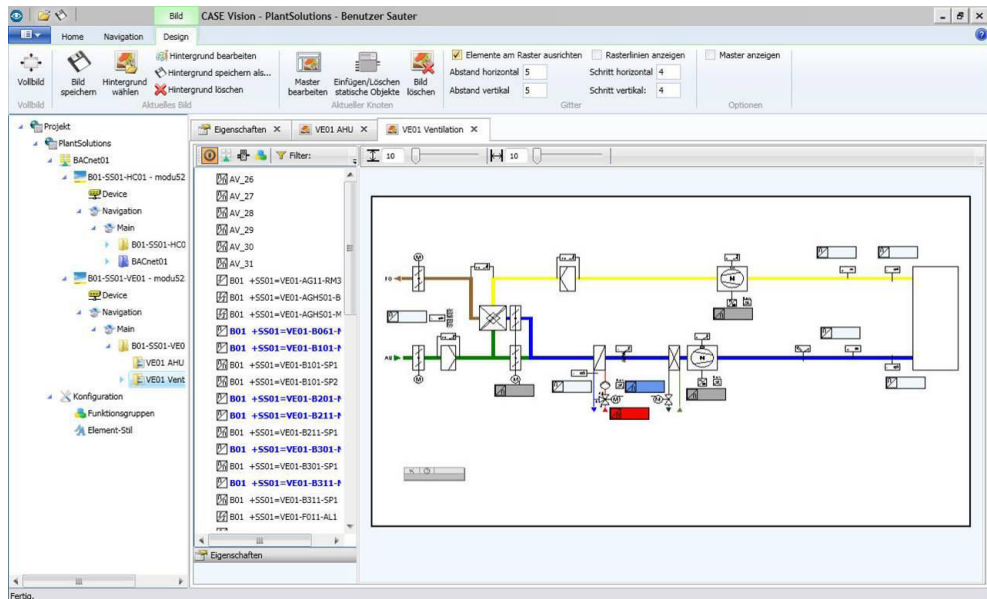 Bild CASE Vision - PlantSolutions - Benutzer Sauter
Home Navigation Design
Vollbild
Bild speichern
Hintergrund wählen
Hintergrund bearbeiten
Hintergrund speichern als...
Hintergrund löschen
Master bearbeiten
Einfügen/Löschen statische Objekte
Bild löschen
Elemente am Raster ausrichten Rasterlinien anzeigen Master anzeigen
Abstand horizontal 5 Schritt horizontal 4
Abstand vertikal 5 Schritt vertikal: 4
Vollbild Aktuelles Bild Aktueller Knoten Gitter Optionen
Projekt
PlantSolutions
BACnet01
B01-SS01-HC01 - modu52
Device
Navigation
Main
B01-SS01-HC0
BACnet01
B01-SS01-VE01 - modu52
Device
Navigation
Main
B01-SS01-VE0
VE01 AHU
VE01 Vent
Konfiguration
Funktionsgruppen
Element-Stil
Eigenschaften VE01 AHU VE01 Ventilation
Filter: 10 10
AV_26
AV_27
AV_28
AV_29
AV_30
AV_31
B01 +SS01=VE01-AG11-RM3
B01 +SS01=VE01-AGHS01-B
B01 +SS01=VE01-AGHS01-M
B01 +SS01=VE01-B061-M
B01 +SS01=VE01-B101-M
B01 +SS01=VE01-B101-SP1
B01 +SS01=VE01-B101-SP2
B01 +SS01=VE01-B201-M
B01 +SS01=VE01-B211-M
B01 +SS01=VE01-B211-SP1
B01 +SS01=VE01-B301-M
B01 +SS01=VE01-B301-SP1
B01 +SS01=VE01-B311-M
B01 +SS01=VE01-B311-SP1
B01 +SS01=VE01-F011-AL1
Eigenschaften
Fertig.